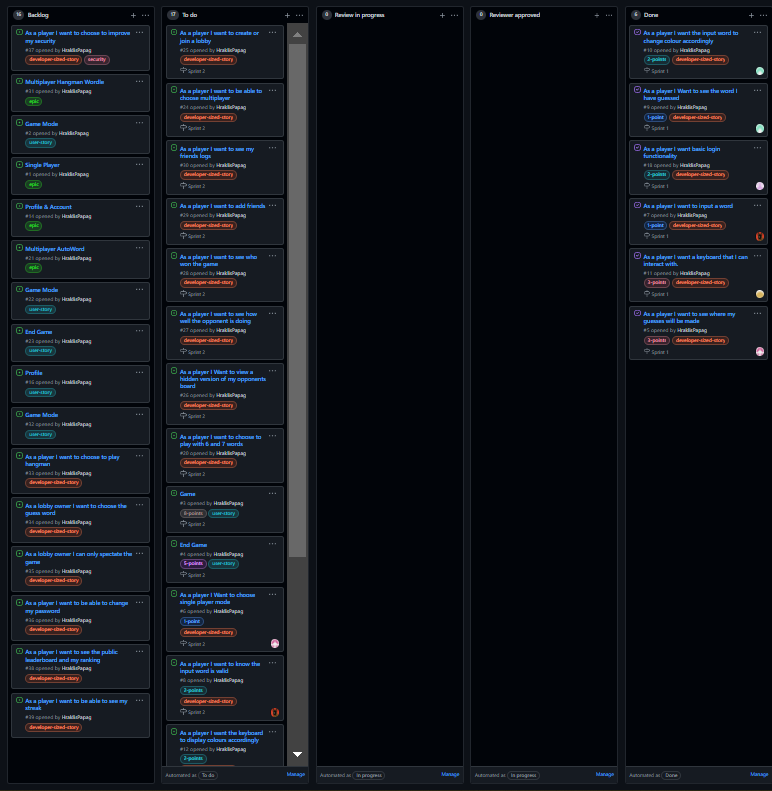 16 Backlog
As a player I want to choose to improve
my security
#37 opened by HraklisPapag
developer-sized-story security
Multiplayer Hangman Wordle
#31 opened by HraklisPapag
epic
Game Mode
#2 opened by HraklisPapag
user-story
Single Player
#1 opened by HraklisPapag
epic
Profile & Account
#14 opened by HraklisPapag
epic
Multiplayer AutoWord
#21 opened by HraklisPapag
epic
Game Mode
#22 opened by HraklisPapag
user-story
End Game
#23 opened by HraklisPapag
user-story
Profile
#16 opened by HraklisPapag
user-story
Game Mode
#32 opened by HraklisPapag
user-story
As a player I want to choose to play
hangman
#33 opened by HraklisPapag
developer-sized-story
As a lobby owner I want to choose the
guess word
#34 opened by HraklisPapag
developer-sized-story
As a lobby owner I can only spectate the
game
#35 opened by HraklisPapag
developer-sized-story
As a player I want to be able to change
my password
#36 opened by HraklisPapag
developer-sized-story
As a player I want to see the public
leaderboard and my ranking
#38 opened by HraklisPapag
developer-sized-story
As a player I want to be able to see my
streak
#39 opened by HraklisPapag
developer-sized-story
17 To do
As a player I want to create or
join a lobby
#25 opened by HraklisPapag
developer-sized-story
Sprint 2
As a player I want to be able to
choose multiplayer
#24 opened by HraklisPapag
developer-sized-story
Sprint 2
As a player I want to see my
friends logs
#30 opened by HraklisPapag
developer-sized-story
Sprint 2
As a player I want to add friends
#29 opened by HraklisPapag
developer-sized-story
Sprint 2
As a player I want to see who
won the game
#28 opened by HraklisPapag
developer-sized-story
Sprint 2
As a player I want to see how
well the opponent is doing
#27 opened by HraklisPapag
developer-sized-story
Sprint 2
As a player I Want to view a
hidden version of my opponents
board
#26 opened by HraklisPapag
developer-sized-story
Sprint 2
As a player I want to choose to
play with 6 and 7 words
#20 opened by HraklisPapag
developer-sized-story
Sprint 2
Game
#3 opened by HraklisPapag
8-points user-story
Sprint 2
End Game
#4 opened by HraklisPapag
5-points user-story
Sprint 2
As a player I Want to choose
single player mode
#6 opened by HraklisPapag
1-point
developer-sized-story
Sprint 2
As a player I want to know the
input word is valid
#8 opened by HraklisPapag
2-points
developer-sized-story
Sprint 2
As a player I want the keyboard
to display colours accordingly
#12 opened by HraklisPapag
2-points
Automated as To do Manage
0 Review in progress
Automated as In progress Manage
0 Reviewer approved
Automated as In progress Manage
6 Done
As a player I want the input word to
change colour accordingly
#10 opened by HraklisPapag
2-points developer-sized-story
Sprint 1
As a player I Want to see the word I
have guessed
#9 opened by HraklisPapag
1-point developer-sized-story
Sprint 1
As a player I want basic login
functionality
#18 opened by HraklisPapag
2-points developer-sized-story
Sprint 1
As a player I want to input a word
#7 opened by HraklisPapag
1-point developer-sized-story
Sprint 1
As a player I want a keyboard that I can
interact with.
#11 opened by HraklisPapag
3-points developer-sized-story
Sprint 1
As a player I want to see where my
guesses will be made
#5 opened by HraklisPapag
3-points developer-sized-story
Sprint 1
Automated as Done Manage